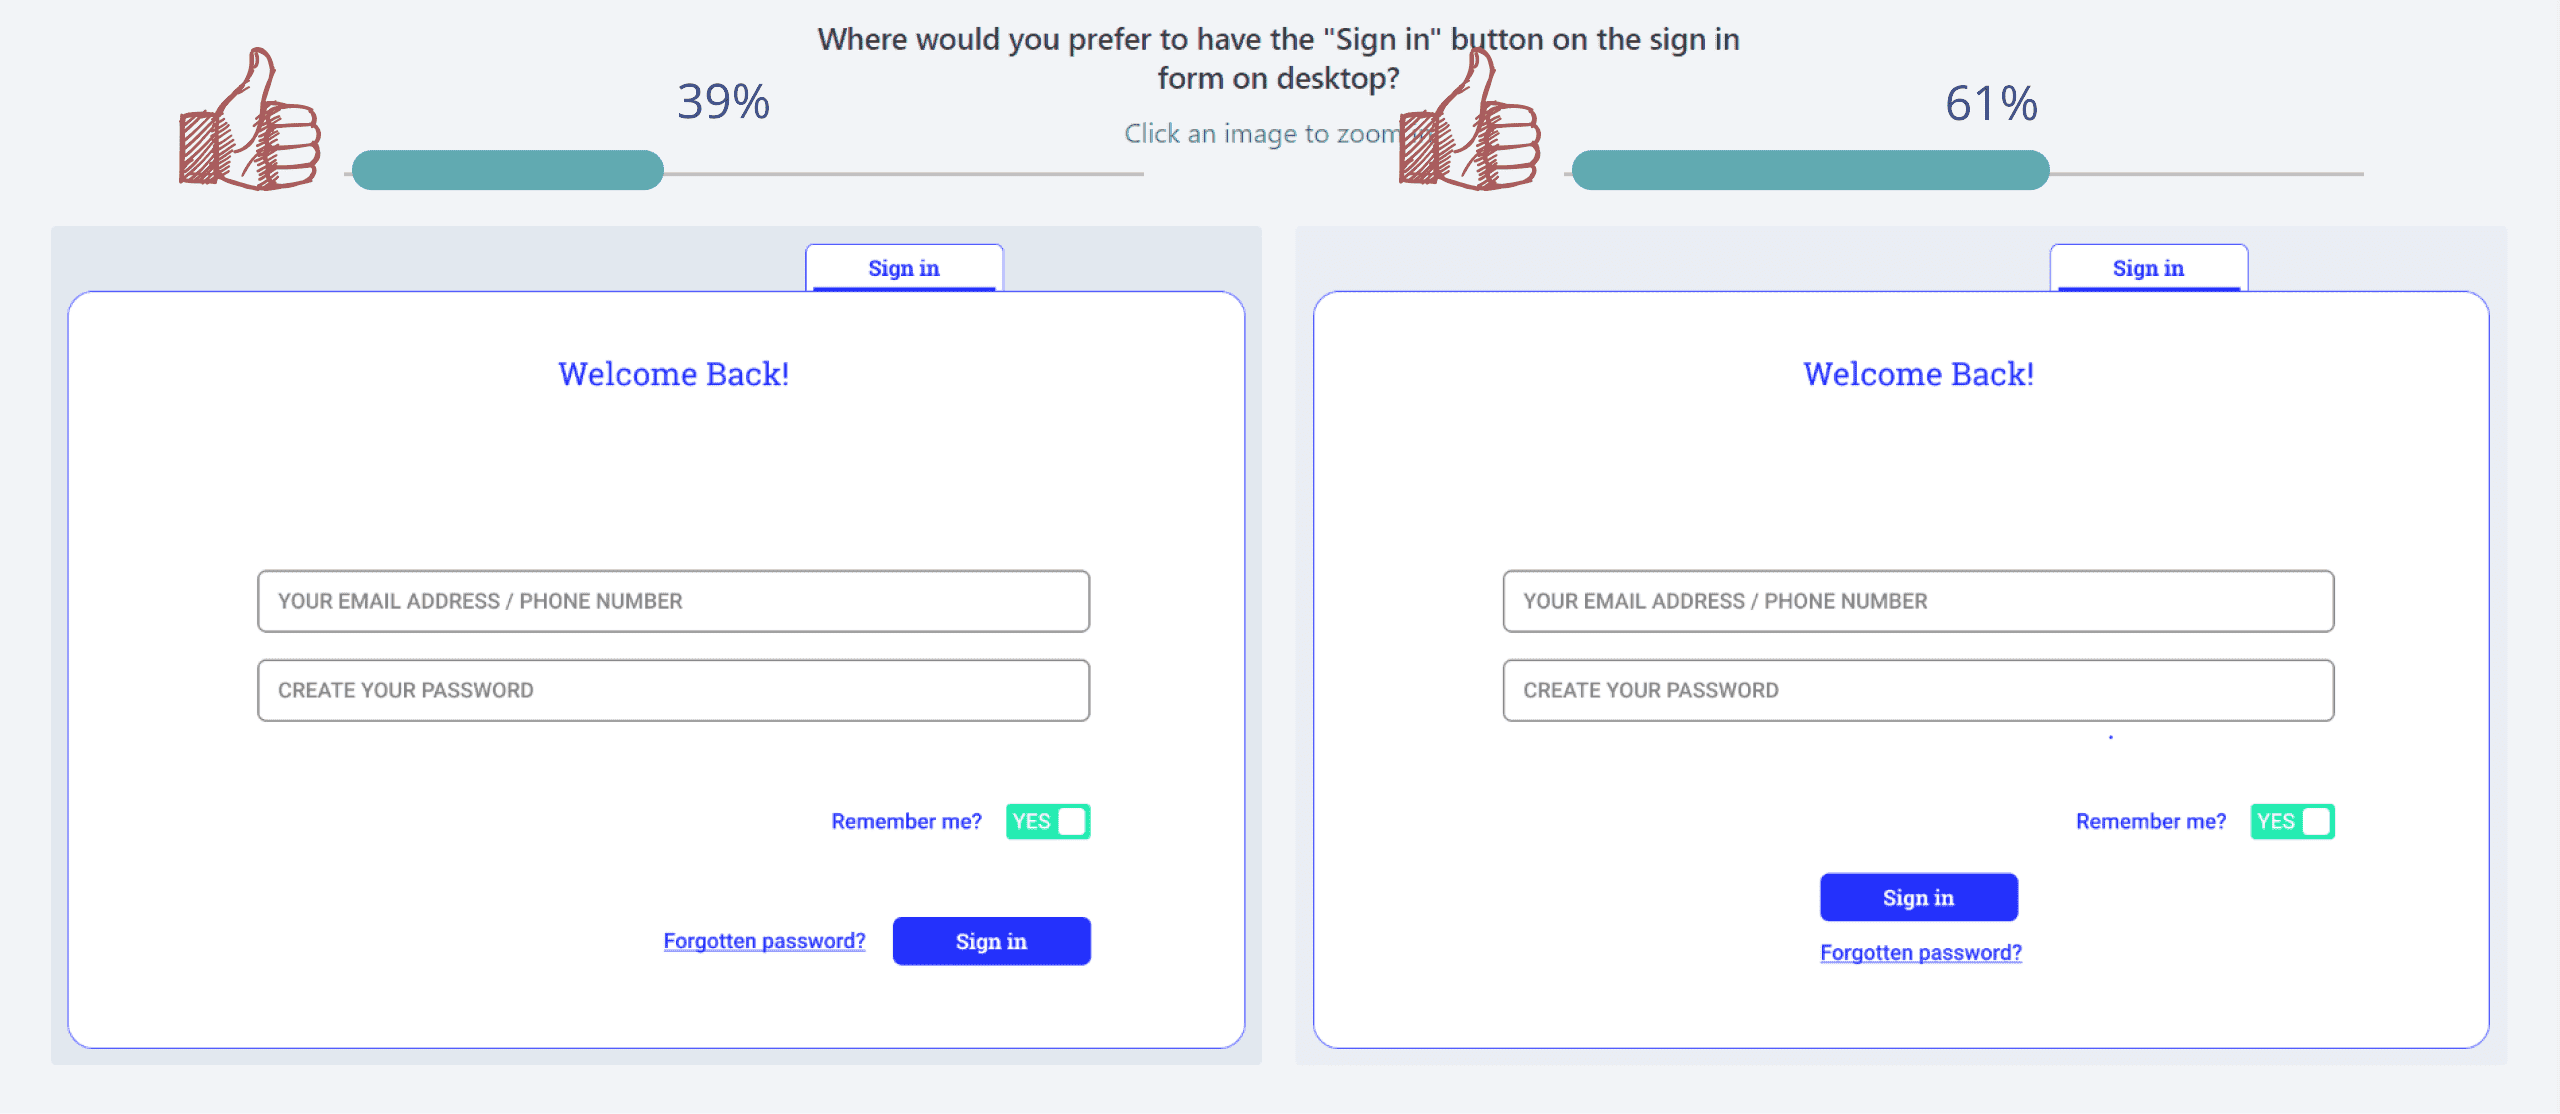 Where would you prefer to have the "Sign in" button on the sign in
form on desktop?
Click an image to zoom in
39%
61%
Sign in
Welcome Back!
YOUR EMAIL ADDRESS / PHONE NUMBER
CREATE YOUR PASSWORD
Remember me? YES
Forgotten password? Sign in
Sign in
Welcome Back!
YOUR EMAIL ADDRESS / PHONE NUMBER
CREATE YOUR PASSWORD
Remember me? YES
Sign in
Forgotten password?